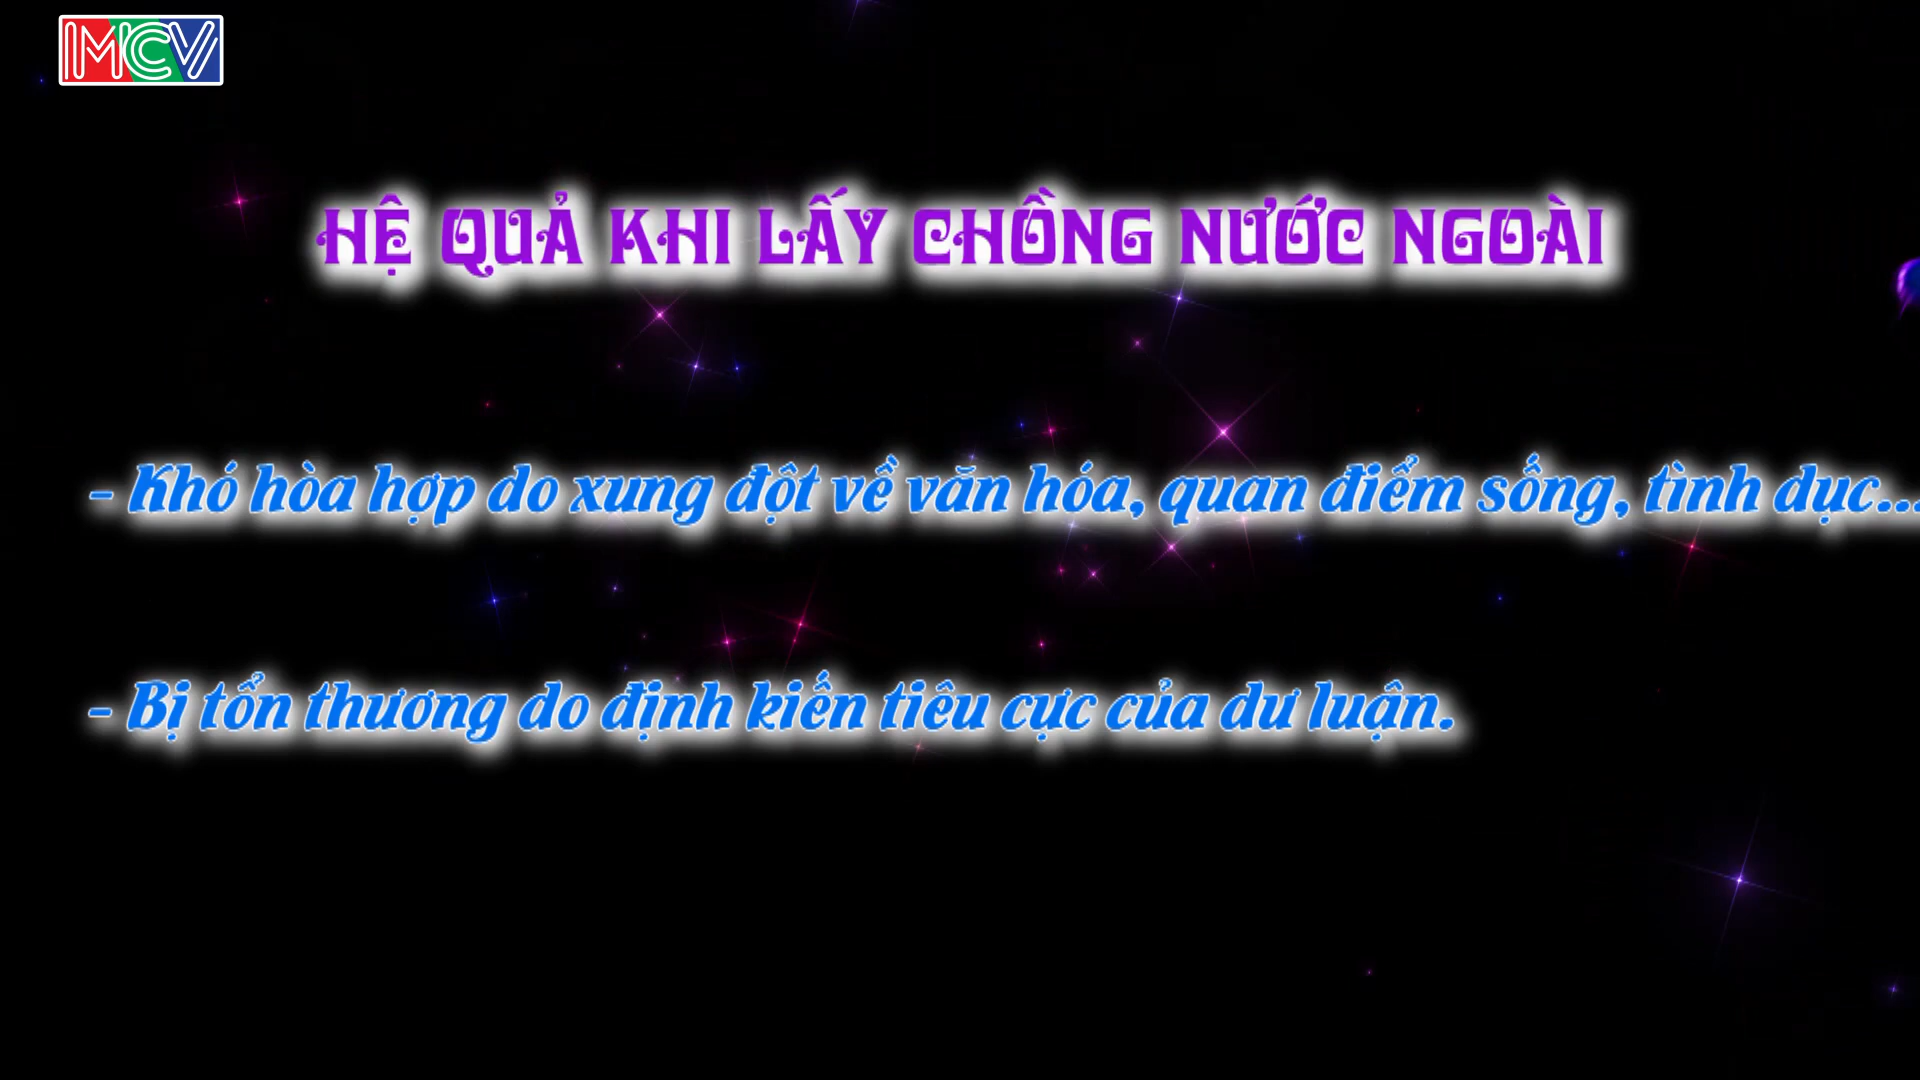 MCV
HỆ QUẢ KHI LẤY CHỒNG NƯỚC NGOÀI
- Khó hòa hợp do xung đột về văn hóa, quan điểm sống, tình dục...
- Bị tổn thương do định kiến tiêu cực của dư luận.